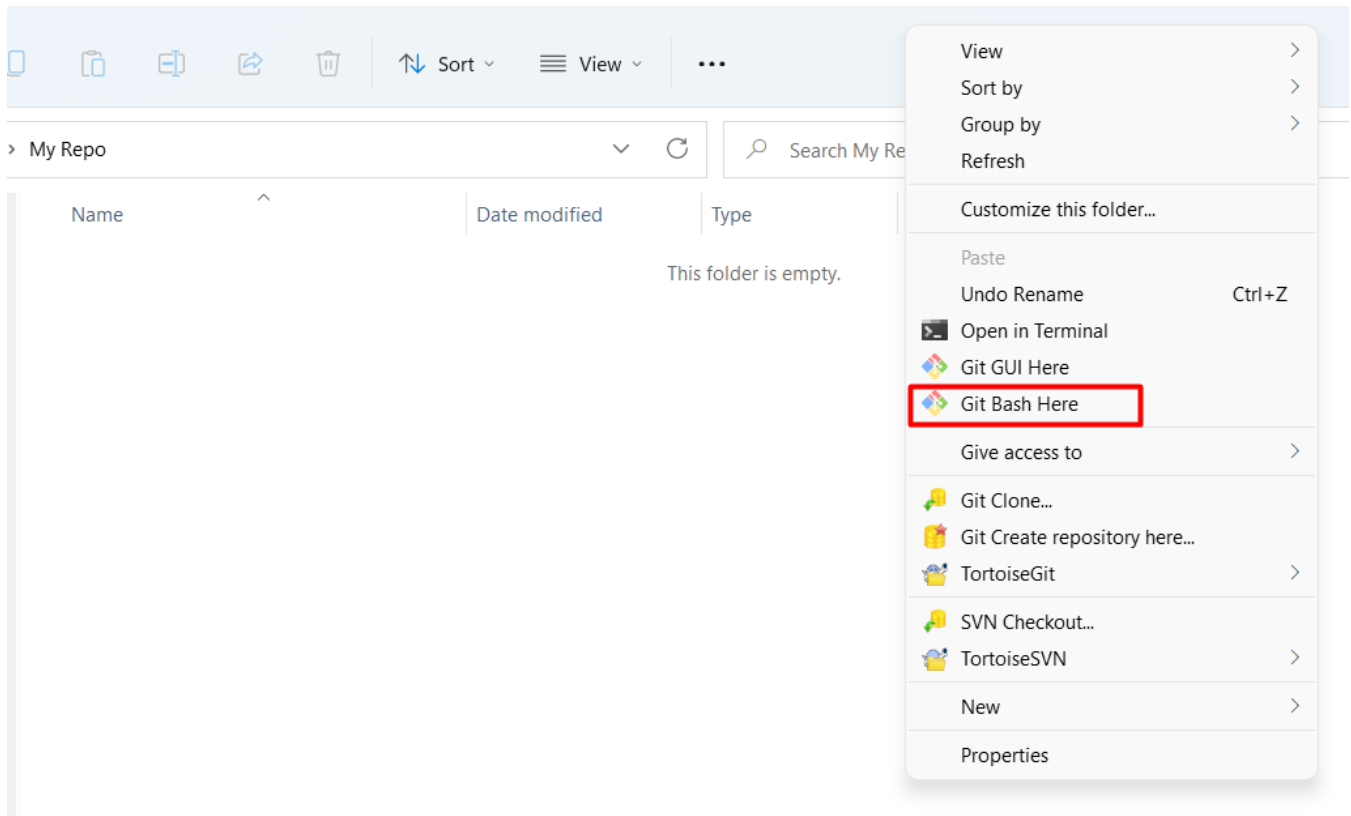 Sort
View
My Repo
Search My Re
Name
Date modified
Type
This folder is empty.
View
Sort by
Group by
Refresh
Customize this folder...
Paste
Undo Rename Ctrl+Z
Open in Terminal
Git GUI Here
Git Bash Here
Give access to
Git Clone...
Git Create repository here...
TortoiseGit
SVN Checkout...
TortoiseSVN
New
Properties